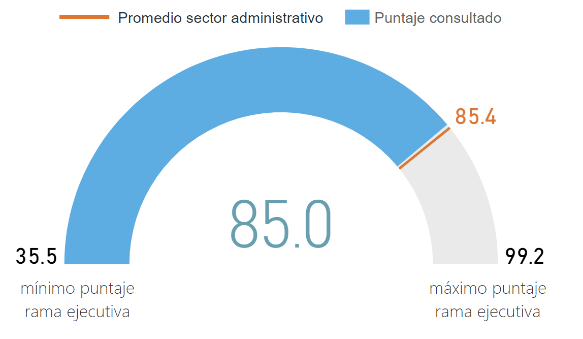 Promedio sector administrativo
Puntaje consultado
85.4
85.0
35.5
99.2
mínimo puntaje
rama ejecutiva
máximo puntaje
rama ejecutiva